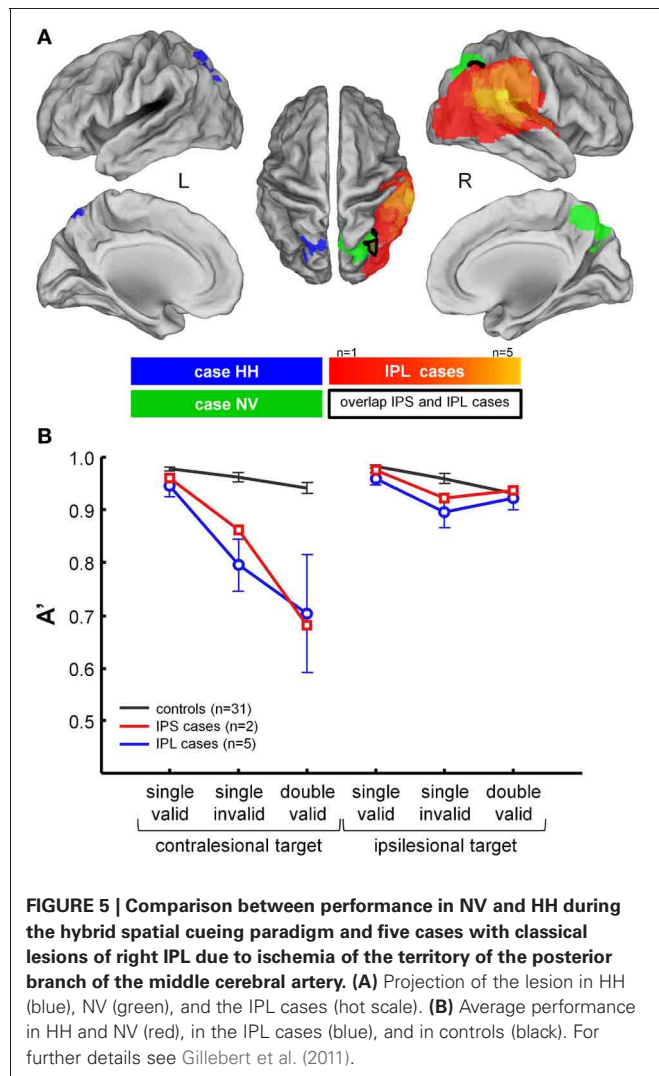 A
L
R
n=1
n=5
case HH
IPL cases
case NV
overlap IPS and IPL cases
B
1.0
0.9
0.8
0.7
0.6
0.5
A'
controls (n=31)
IPS cases (n=2)
IPL cases (n=5)
single valid
single invalid
double valid
single valid
single invalid
double valid
contralesional target
ipsilesional target
FIGURE 5 | Comparison between performance in NV and HH during
the hybrid spatial cueing paradigm and five cases with classical
lesions of right IPL due to ischemia of the territory of the posterior
branch of the middle cerebral artery. (A) Projection of the lesion in HH
(blue), NV (green), and the IPL cases (hot scale). (B) Average performance
in HH and NV (red), in the IPL cases (blue), and in controls (black). For
further details see Gillebert et al. (2011).